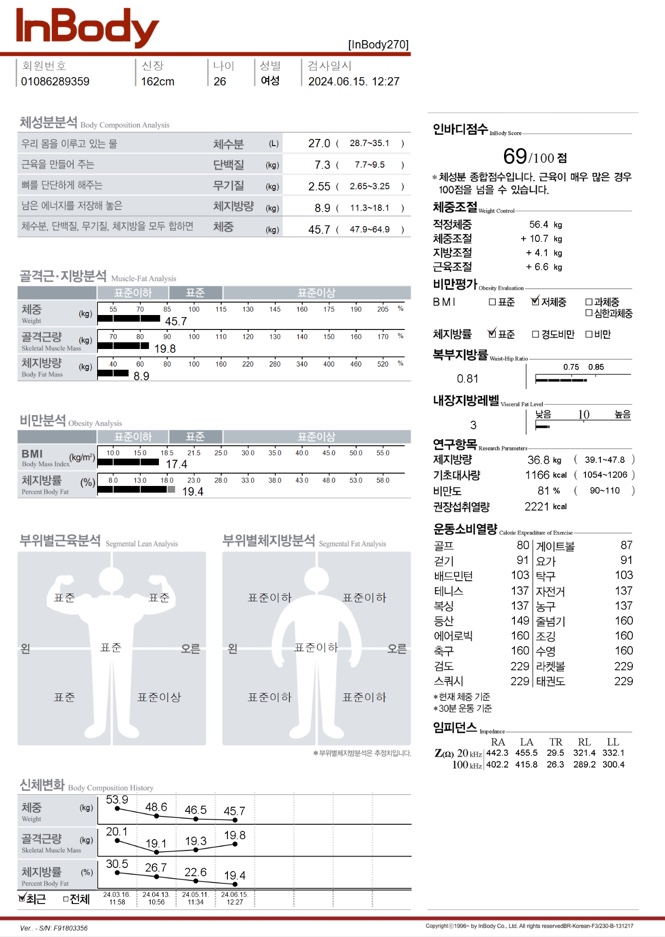 InBody
[InBody270]
회원번호 신장 나이 성별 검사일시
01086289359 162cm 26 여성 2024.06.15. 12:27
체성분분석 Body Composition Analysis
우리 몸을 이루고 있는 물 체수분 (L) 27.0 ( 28.7~35.1 )
근육을 만들어 주는 단백질 (kg) 7.3 ( 7.7~9.5 )
뼈를 단단하게 해주는 무기질 (kg) 2.55 ( 2.65~3.25 )
남은 에너지를 저장해 놓은 체지방량 (kg) 8.9 ( 11.3~18.1 )
체수분, 단백질, 무기질, 체지방을 모두 합하면 체중 (kg) 45.7 ( 47.9~64.9 )
골격근·지방분석 Muscle-Fat Analysis
표준이하 표준 표준이상
체중 (kg) 55 70 85 100 115 130 145 160 175 190 205 %
Weight 45.7
골격근량 (kg) 70 80 90 100 110 120 130 140 150 160 170 %
Skeletal Muscle Mass 19.8
체지방량 (kg) 40 60 80 100 160 220 280 340 400 460 520 %
Body Fat Mass 8.9
비만분석 Obesity Analysis
표준이하 표준 표준이상
BMI (kg/m²) 10.0 15.0 18.5 21.5 25.0 30.0 35.0 40.0 45.0 50.0 55.0
Body Mass Index 17.4
체지방률 (%) 8.0 13.0 18.0 23.0 28.0 33.0 38.0 43.0 48.0 53.0 58.0
Percent Body Fat 19.4
부위별근육분석 Segmental Lean Analysis
표준 표준
왼 표준 오른
표준 표준이상
부위별체지방분석 Segmental Fat Analysis
표준이하 표준이하
왼 표준이하 오른
표준이하 표준이하
* 부위별체지방분석은 추정치입니다.
신체변화 Body Composition History
체중 (kg) 53.9 48.6 46.5 45.7
Weight
골격근량 (kg) 20.1 19.1 19.3 19.8
Skeletal Muscle Mass
체지방률 (%) 30.5 26.7 22.6 19.4
Percent Body Fat
최근 전체 24.03.16. 24.04.13. 24.05.11. 24.06.15.
11:58 10:56 11:34 12:27
인바디점수 InBody Score
69/100 점
* 체성분 종합점수입니다. 근육이 매우 많은 경우
100점을 넘을 수 있습니다.
체중조절 Weight Control
적정체중 56.4 kg
체중조절 + 10.7 kg
지방조절 + 4.1 kg
근육조절 + 6.6 kg
비만평가 Obesity Evaluation
BMI 표준 저체중 과체중
심한과체중
체지방률 표준 경도비만 비만
복부지방률 Waist-Hip Ratio
0.75 0.85
0.81
내장지방레벨 Visceral Fat Level
낮음 10 높음
3
연구항목 Research Parameters
제지방량 36.8 kg ( 39.1~47.8 )
기초대사량 1166 kcal ( 1054~1206 )
비만도 81 % ( 90~110 )
권장섭취열량 2221 kcal
운동소비열량 Calorie Expenditure of Exercise
골프 80 게이트볼 87
걷기 91 요가 91
배드민턴 103 탁구 103
테니스 137 자전거 137
복싱 137 농구 137
등산 149 줄넘기 160
에어로빅 160 조깅 160
축구 160 수영 160
검도 229 라켓볼 229
스쿼시 229 태권도 229
*현재 체중 기준
*30분 운동 기준
임피던스 Impedance
RA LA TR RL LL
Z(Ω) 20 kHz 442.3 455.5 29.5 321.4 332.1
100 kHz 402.2 415.8 26.3 289.2 300.4
Ver.. - S/N: F91803356
Copyright ⓒ1996~ by InBody Co., Ltd. All rights reservedBR-Korean-F3/230-B-131217